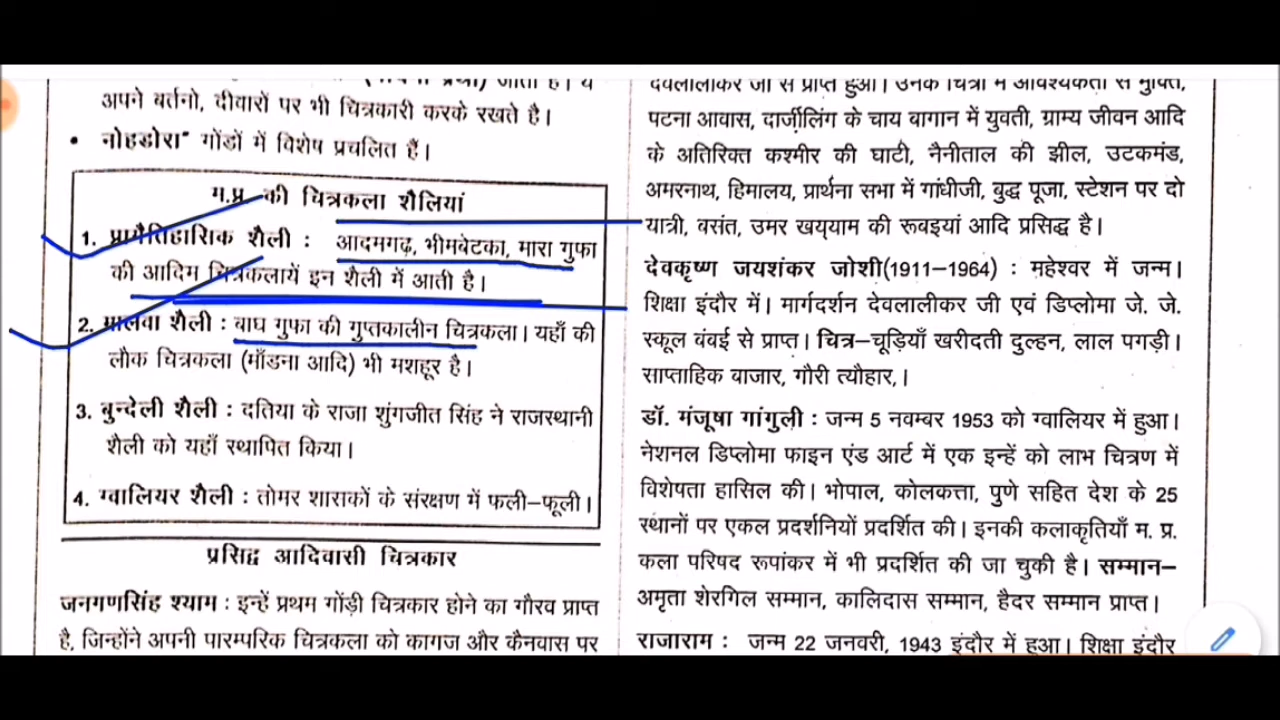 जाती है। ये
अपने बर्तनो, दीवारों पर भी चित्रकारी करके रखते है।
• नोहडोरा" गोंडों में विशेष प्रचलित हैं।
म.प्र. की चित्रकला शैलियां
1. प्रागैतिहासिक शैली : आदमगढ़, भीमबेटका, मारा गुफा
की आदिम चित्रकलायें इन शैली में आती है।
2. मालवा शैली : बाघ गुफा की गुप्तकालीन चित्रकला। यहाँ की
लौक चित्रकला (माँडना आदि) भी मशहूर है।
3. बुन्देली शैली : दतिया के राजा शुंगजीत सिंह ने राजस्थानी
शैली को यहाँ स्थापित किया।
4. ग्वालियर शैली : तोमर शासकों के संरक्षण में फली-फूली।
प्रसिद्व आदिवासी चित्रकार
जनगणसिंह श्याम : इन्हें प्रथम गोंड़ी चित्रकार होने का गौरव प्राप्त
है, जिन्होंने अपनी पारम्परिक चित्रकला को कागज और कैनवास पर
देवलालीकर जी से प्राप्त हुआ। उनके चित्रों में आवश्यकता से मुक्ति,
पटना आवास, दार्जीलिंग के चाय बागान में युवती, ग्राम्य जीवन आदि
के अतिरिक्त कश्मीर की घाटी, नैनीताल की झील, उटकमंड,
अमरनाथ, हिमालय, प्रार्थना सभा में गांधीजी, बुद्ध पूजा, स्टेशन पर दो
यात्री, वसंत, उमर खय्याम की रूबइयां आदि प्रसिद्ध है।
देवकृष्ण जयशंकर जोशी(1911-1964) : महेश्वर में जन्म।
शिक्षा इंदौर में। मार्गदर्शन देवलालीकर जी एवं डिप्लोमा जे. जे.
स्कूल बंबई से प्राप्त। चित्र-चूड़ियाँ खरीदती दुल्हन, लाल पगड़ी।
साप्ताहिक बाजार, गौरी त्यौहार,।
डॉ. मंजूषा गांगुली : जन्म 5 नवम्बर 1953 को ग्वालियर में हुआ।
नेशनल डिप्लोमा फाइन एंड आर्ट में एक इन्हें को लाभ चित्रण में
विशेषता हासिल की। भोपाल, कोलकत्ता, पुणे सहित देश के 25
स्थानों पर एकल प्रदर्शनियों प्रदर्शित की। इनकी कलाकृतियाँ म. प्र.
कला परिषद रूपांकर में भी प्रदर्शित की जा चुकी है। सम्मान-
अमृता शेरगिल सम्मान, कालिदास सम्मान, हैदर सम्मान प्राप्त।
राजाराम : जन्म 22 जनवरी, 1943 इंदौर में हुआ। शिक्षा इंदौर